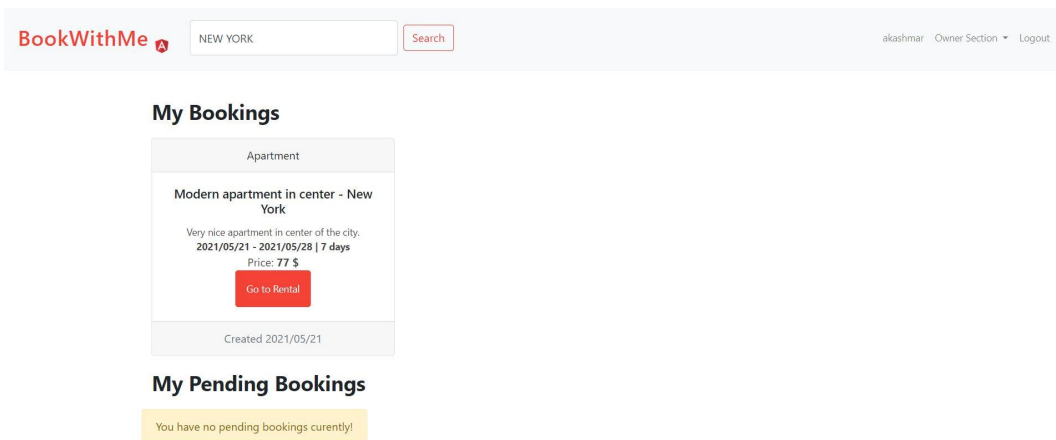 BookWithMe
NEW YORK
Search
akashmar Owner Section Logout
My Bookings
Apartment
Modern apartment in center - New
York
Very nice apartment in center of the city.
2021/05/21 - 2021/05/28 | 7 days
Price: 77 $
Go to Rental
Created 2021/05/21
My Pending Bookings
You have no pending bookings curently!